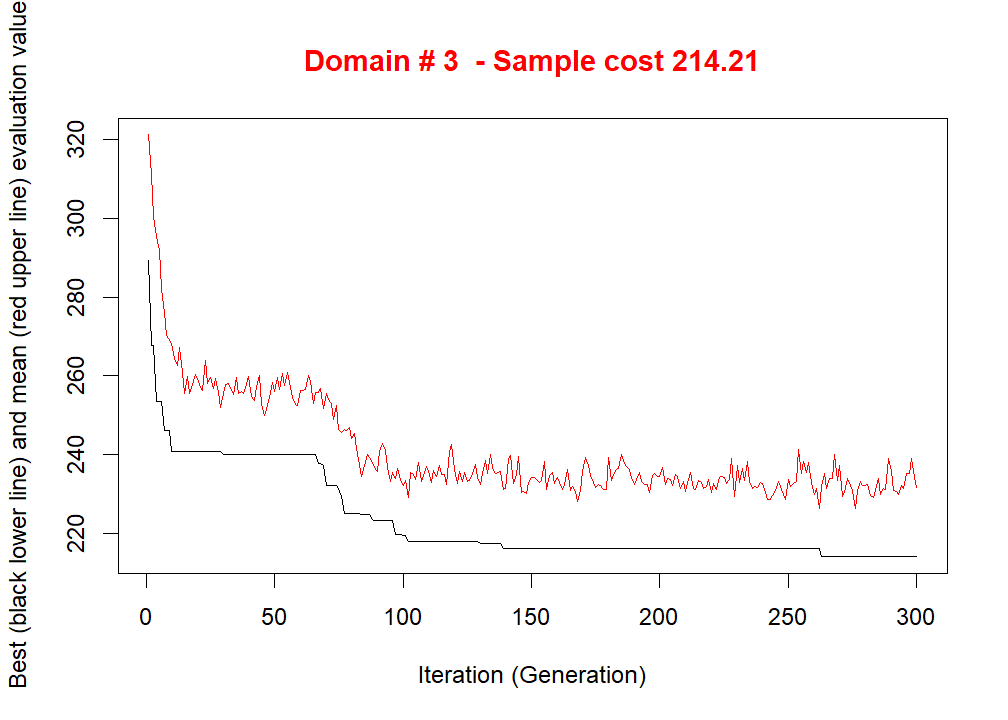 Domain # 3  - Sample cost 214.21
Best (black lower line) and mean (red upper line) evaluation value
320
300
280
260
240
220
0 50 100 150 200 250 300
Iteration (Generation)